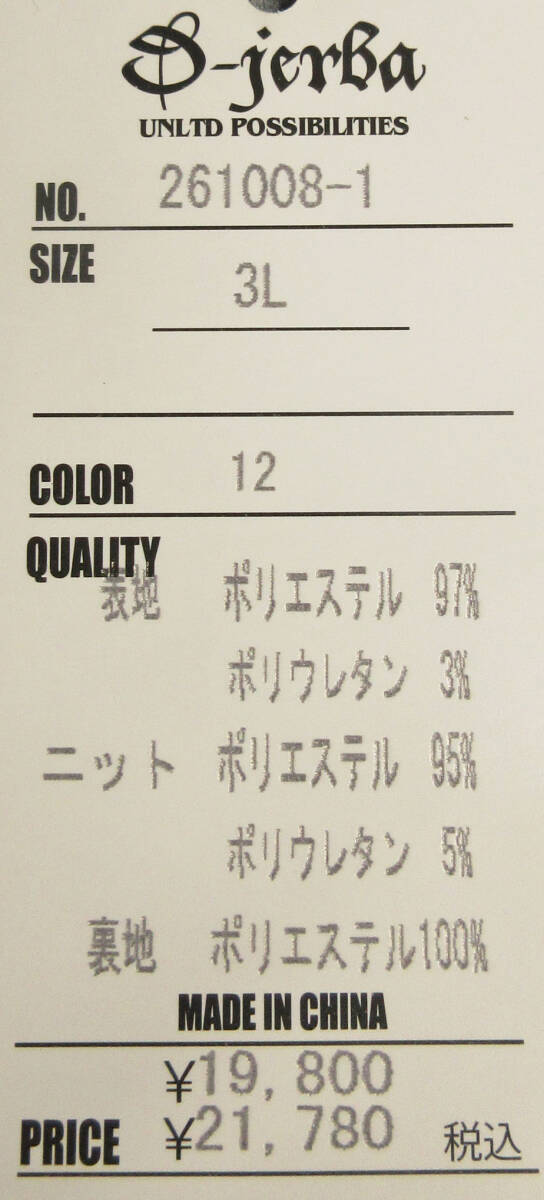 D-jerba
UNLTD POSSIBILITIES
NO. 261008-1
SIZE 3L
COLOR 12
QUALITY
表地 ポリエステル 97%
ポリウレタン 3%
ニット ポリエステル 95%
ポリウレタン 5%
裏地 ポリエステル100%
MADE IN CHINA
¥19,800
PRICE ¥21,780 税込